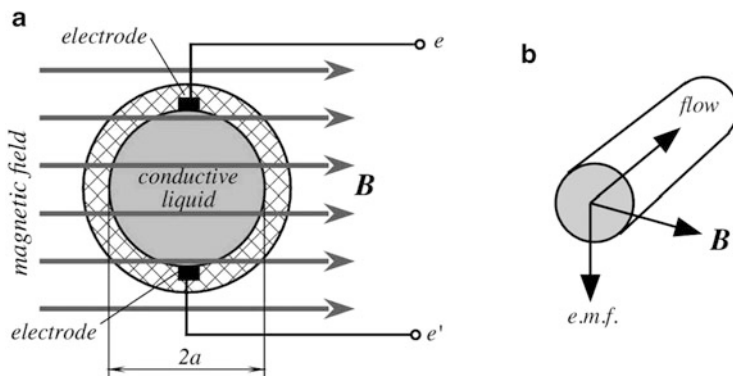 a
electrode
e
magnetic field
conductive
liquid
B
electrode
e'
2a
b
flow
B
e.m.f.